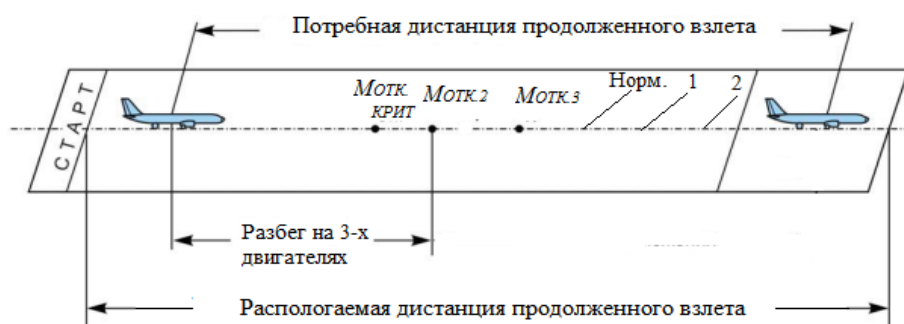 Потребная дистанция продолженного взлета
СТАРТ
Мотк.
крит
Мотк.2
Мотк.3
Норм.
1
2
Разбег на 3-х
двигателях
Распологаемая дистанция продолженного взлета